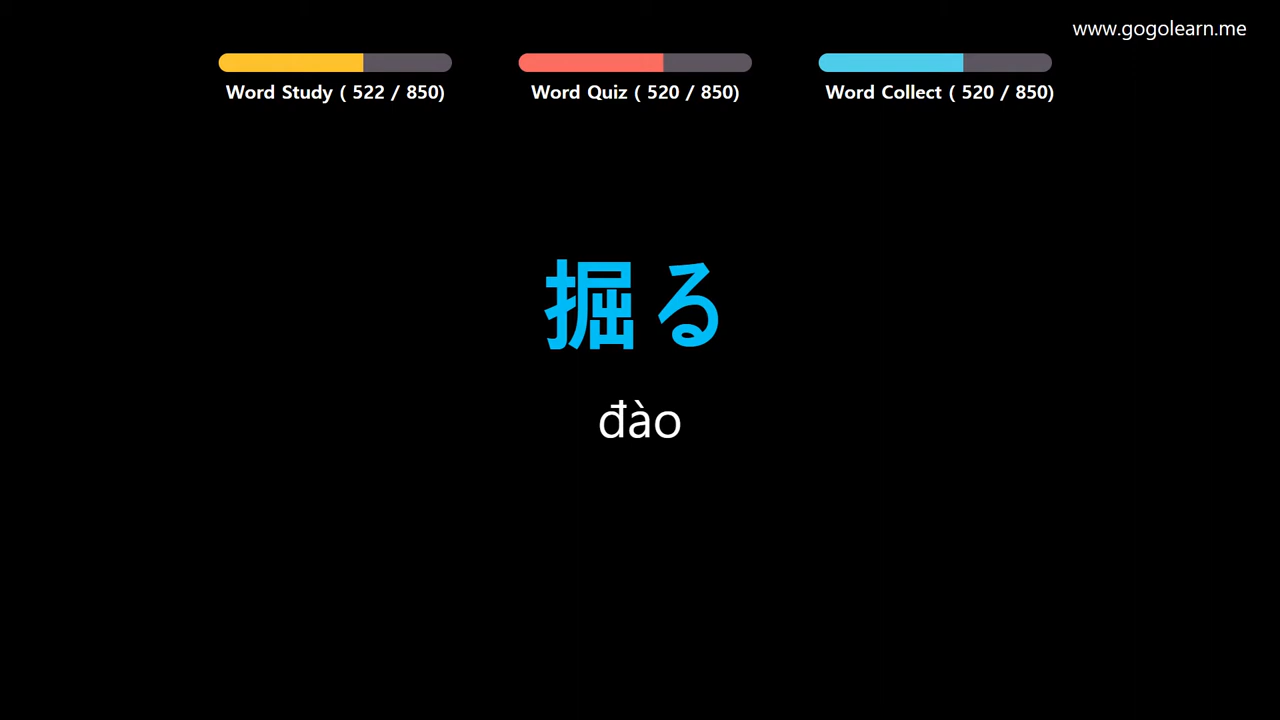 www.gogolearn.me
Word Study ( 522 / 850)
Word Quiz ( 520 / 850)
Word Collect ( 520 / 850)
掘る
đào